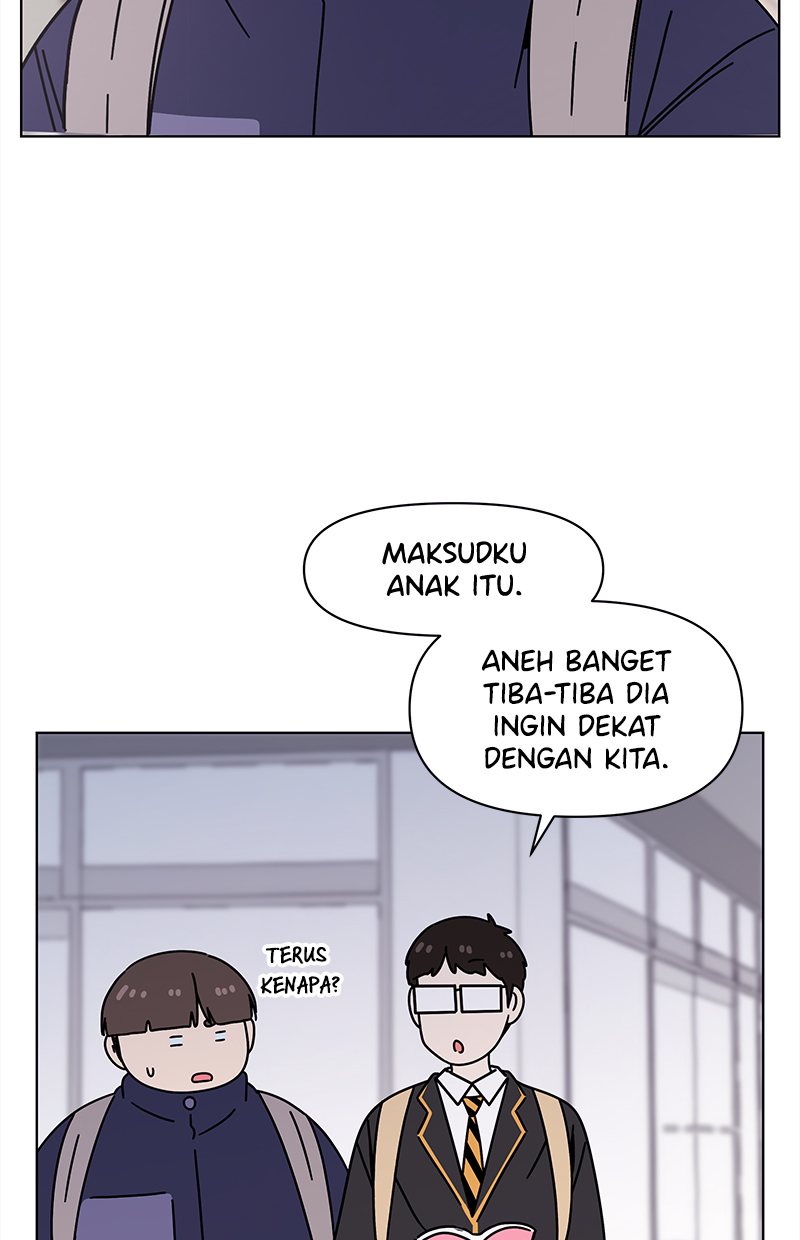 MAKSUDKU
ANAK ITU.
ANEH BANGET
TIBA-TIBA DIA
INGIN DEKAT
DENGAN KITA.
TERUS
KENAPA?